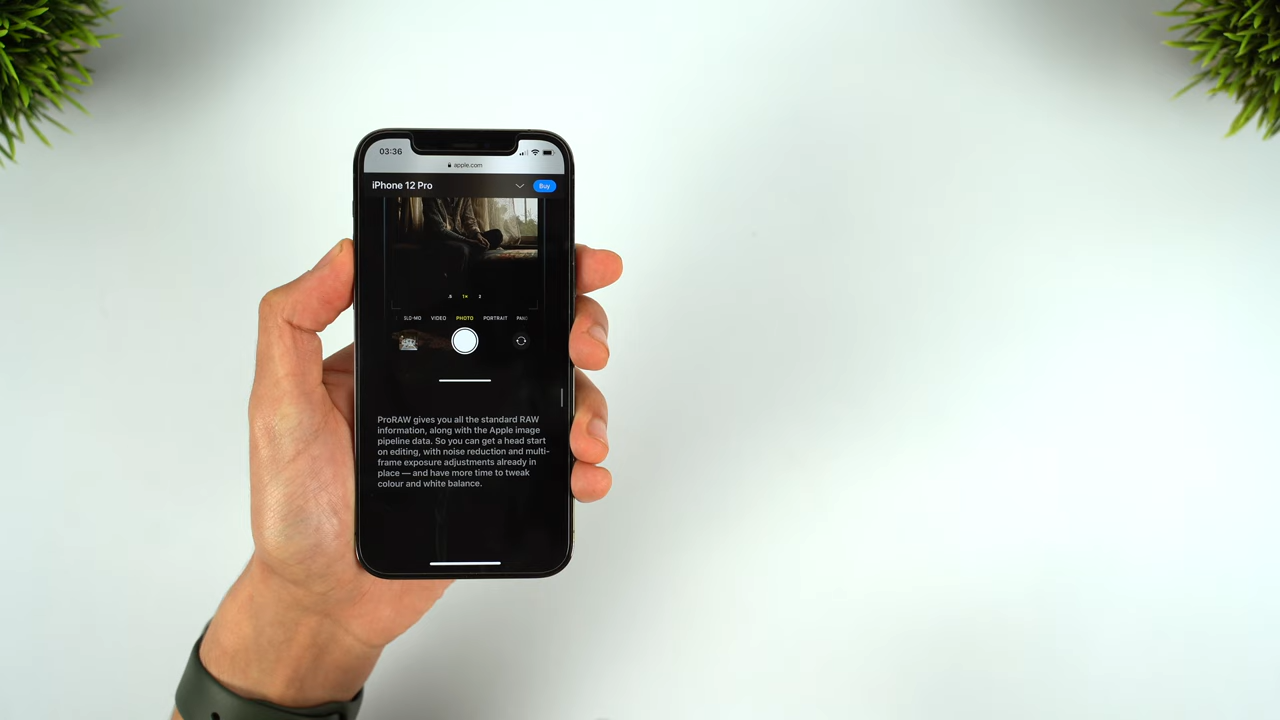 03:36
apple.com
iPhone 12 Pro
Buy
.5 1× 2
SLO-MO VIDEO PHOTO PORTRAIT PANO
ProRAW gives you all the standard RAW
information, along with the Apple image
pipeline data. So you can get a head start
on editing, with noise reduction and multi-
frame exposure adjustments already in
place — and have more time to tweak
colour and white balance.